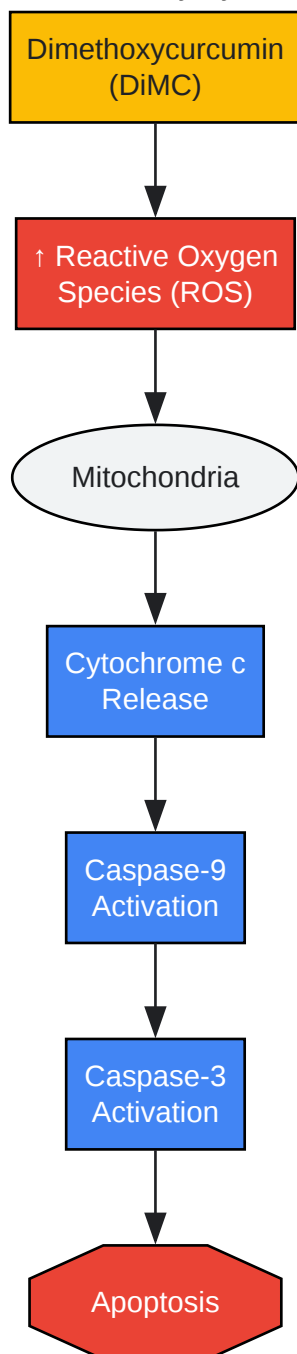 Dimethoxycurcumin
(DiMC)
↑ Reactive Oxygen
Species (ROS)
Mitochondria
Cytochrome c
Release
Caspase-9
Activation
Caspase-3
Activation
Apoptosis